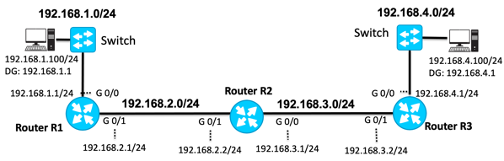 192.168.1.0/24
192.168.4.0/24
Switch
Switch
192.168.1.100/24
DG: 192.168.1.1
192.168.4.100/24
DG: 192.168.4.1
192.168.1.1/24
G 0/0
G 0/0
192.168.4.1/24
Router R2
192.168.2.0/24
192.168.3.0/24
Router R1
G 0/1
G 0/1
G 0/0
G 0/1
Router R3
192.168.2.1/24
192.168.2.2/24
192.168.3.1/24
192.168.3.2/24